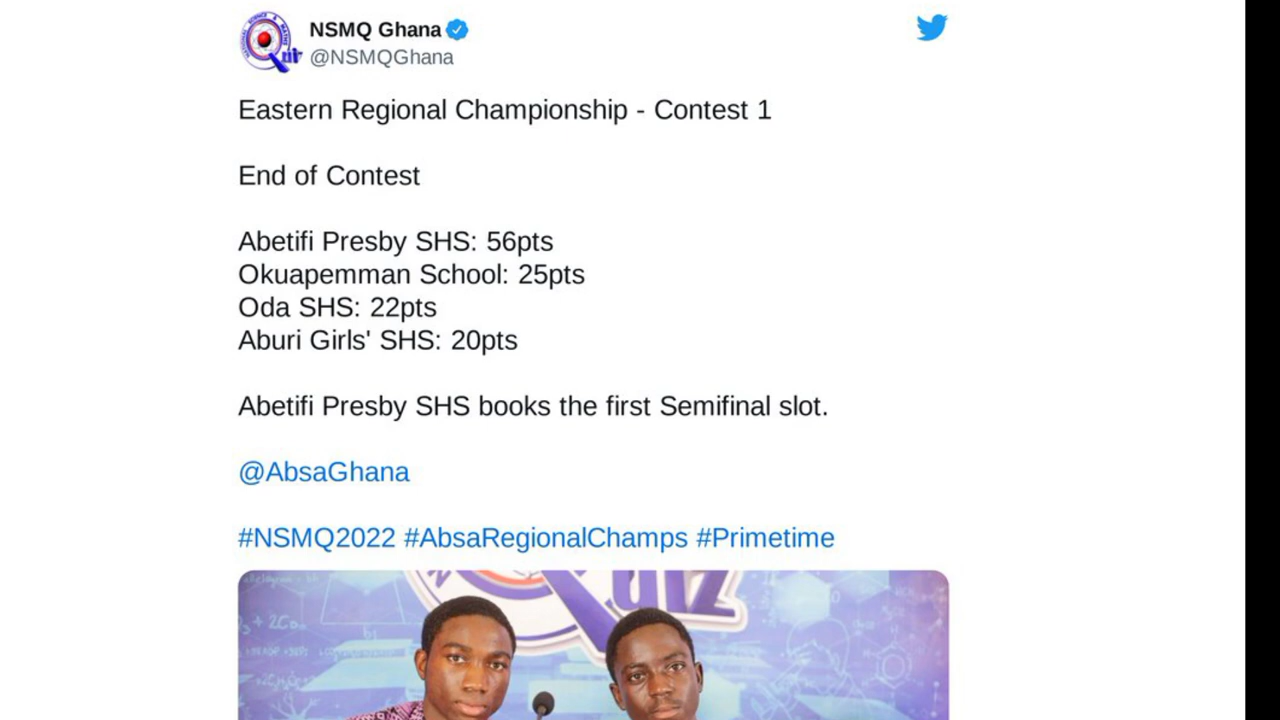 NSMQ Ghana
@NSMQGhana
Eastern Regional Championship - Contest 1
End of Contest
Abetifi Presby SHS: 56pts
Okuapemman School: 25pts
Oda SHS: 22pts
Aburi Girls' SHS: 20pts
Abetifi Presby SHS books the first Semifinal slot.
@AbsaGhana
#NSMQ2022 #AbsaRegionalChamps #Primetime